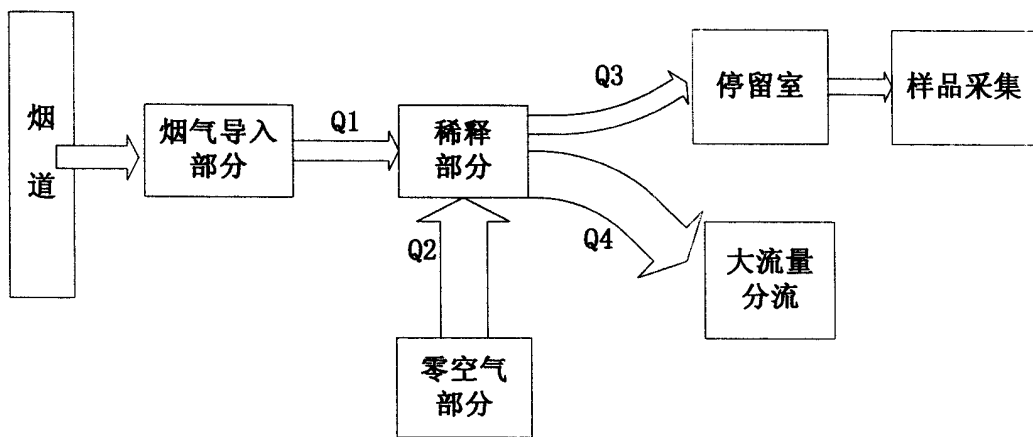 烟
道
烟气导入
部分
Q1
稀释
部分
Q2
零空气
部分
Q3
停留室
样品采集
Q4
大流量
分流